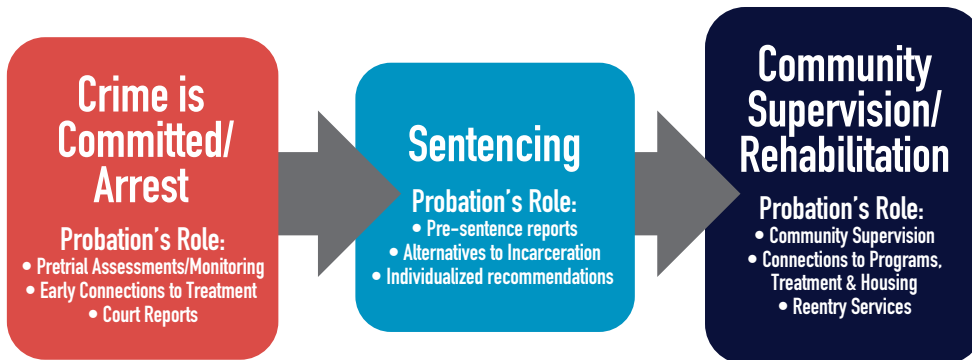 Crime is
Committed/
Arrest
Probation's Role:
• Pretrial Assessments/Monitoring
• Early Connections to Treatment
• Court Reports
Sentencing
Probation's Role:
• Pre-sentence reports
• Alternatives to Incarceration
• Individualized recommendations
Community
Supervision/
Rehabilitation
Probation's Role:
• Community Supervision
• Connections to Programs,
Treatment & Housing
• Reentry Services